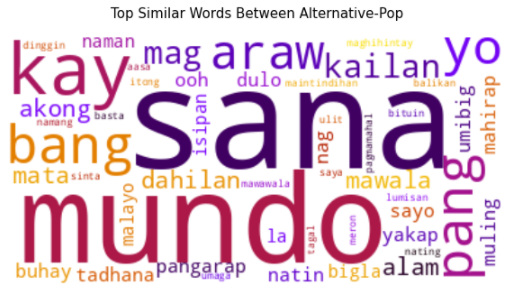 Top Similar Words Between Alternative-Pop
dinggin naman mag araw kailan maghihintay yo
kay aasa itong ooh dulo maintindihan balikan
akong namang basta isipan sana bituin umibig mahirap
bang nag ulit pagmamahal
mata sinta dahilan mawawala saya mawala pang
malayo mundo lumisan sayo muling
la tagal meron yakap nating
buhay tadhana pangarap umaga natin bigla alam